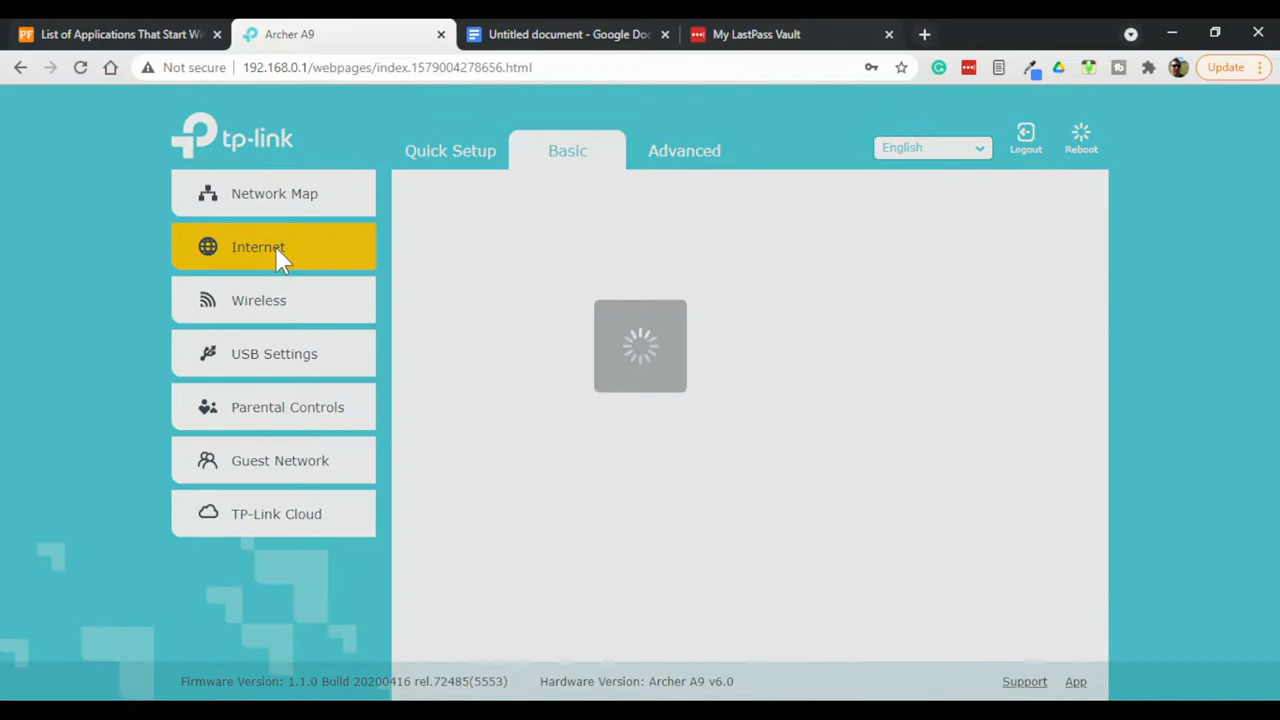 List of Applications That Start Wi
Archer A9
Untitled document - Google Doc
My LastPass Vault
Not secure
192.168.0.1/webpages/index.1579004278656.html
Update
tp-link
Quick Setup
Basic
Advanced
English
Logout
Reboot
Network Map
Internet
Wireless
USB Settings
Parental Controls
Guest Network
TP-Link Cloud
Firmware Version: 1.1.0 Build 20200416 rel.72485(5553)
Hardware Version: Archer A9 v6.0
Support
App